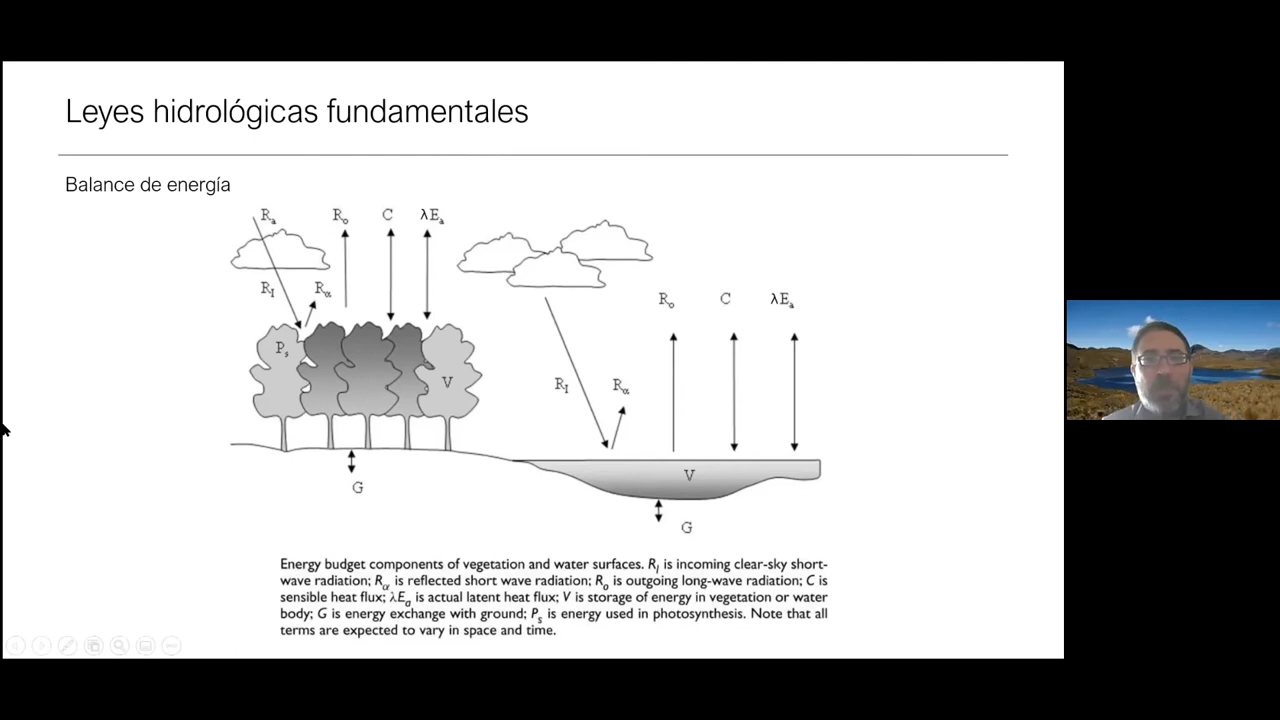 Leyes hidrológicas fundamentales
Balance de energía
Rₐ R₀ C λEₐ
R_I R_α
Pₛ
V
G
R₀ C λEₐ
R_I R_α
V
G
Energy budget components of vegetation and water surfaces. R_I is incoming clear-sky short-
wave radiation; R_α is reflected short wave radiation; R₀ is outgoing long-wave radiation; C is
sensible heat flux; λEₐ is actual latent heat flux; V is storage of energy in vegetation or water
body; G is energy exchange with ground; Pₛ is energy used in photosynthesis. Note that all
terms are expected to vary in space and time.